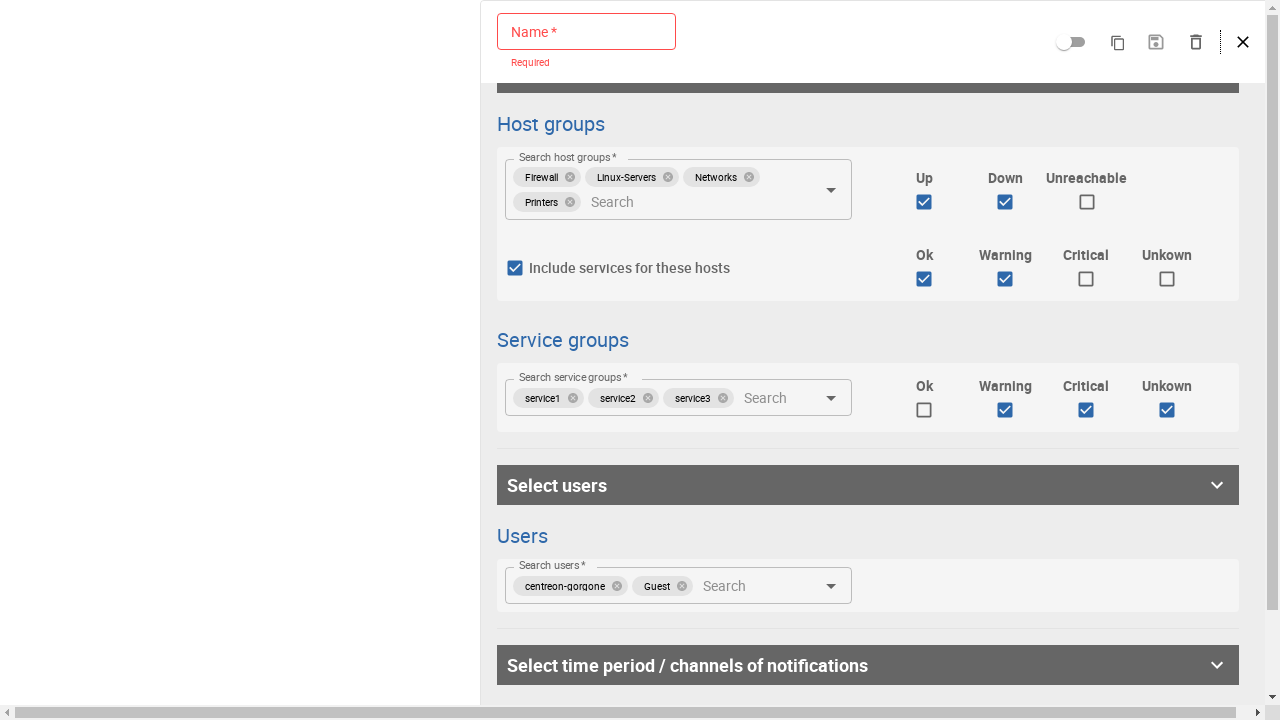 Name *
Required
Host groups
Search host groups *
Firewall Linux-Servers Networks
Printers Search
Up Down Unreachable
Include services for these hosts
Ok Warning Critical Unkown
Service groups
Search service groups *
service1 service2 service3 Search
Ok Warning Critical Unkown
Select users
Users
Search users *
centreon-gorgone Guest Search
Select time period / channels of notifications